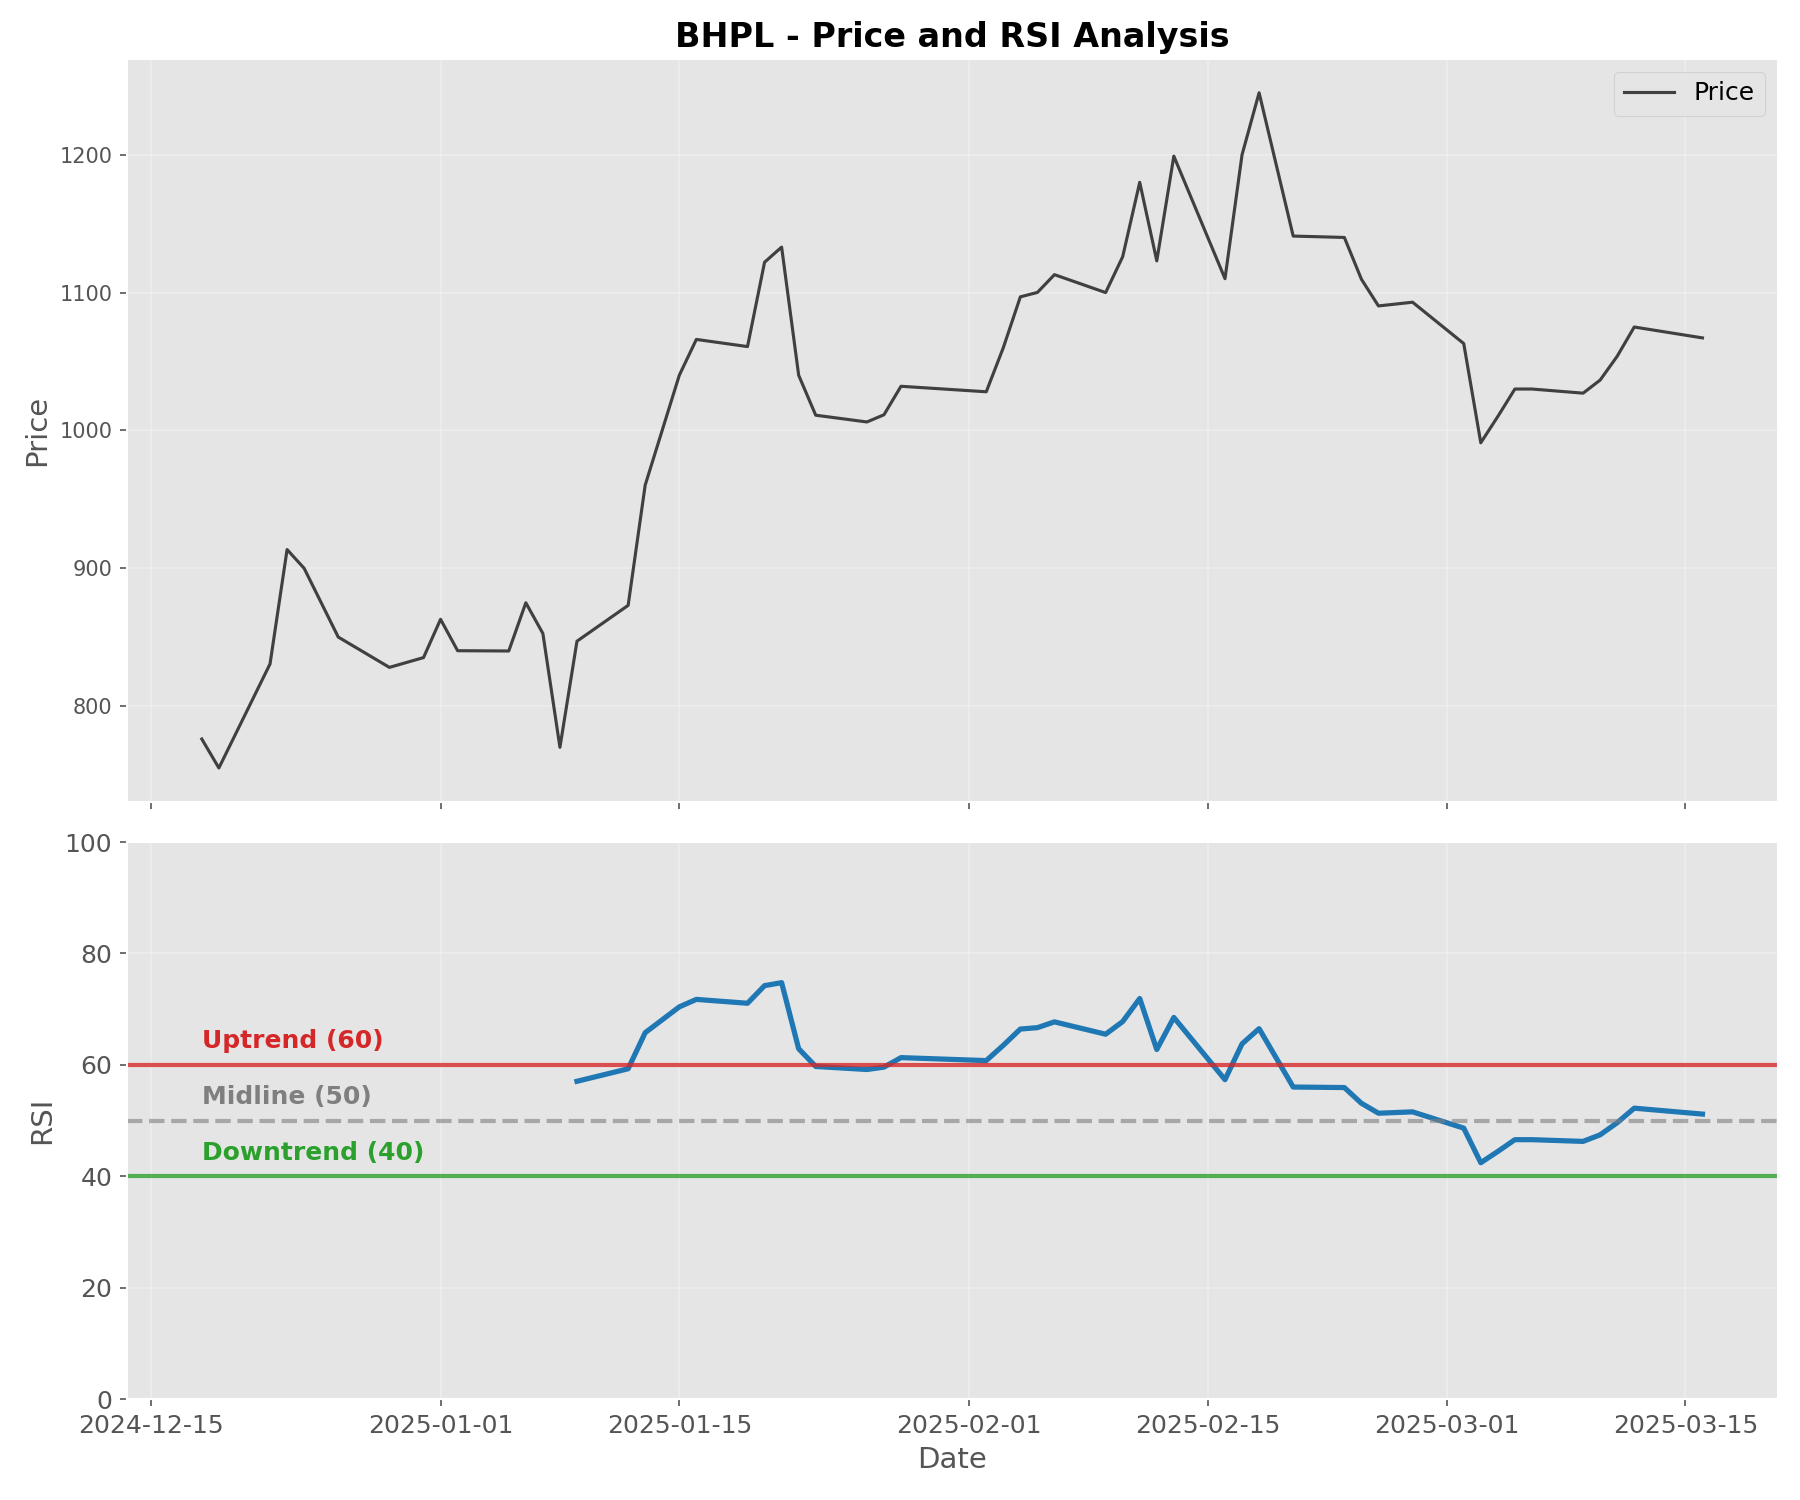 BHPL - Price and RSI Analysis
Price
1200
1100
1000
900
800
Price
100
80
60
40
20
0
RSI
Uptrend (60)
Midline (50)
Downtrend (40)
2024-12-15
2025-01-01
2025-01-15
2025-02-01
2025-02-15
2025-03-01
2025-03-15
Date